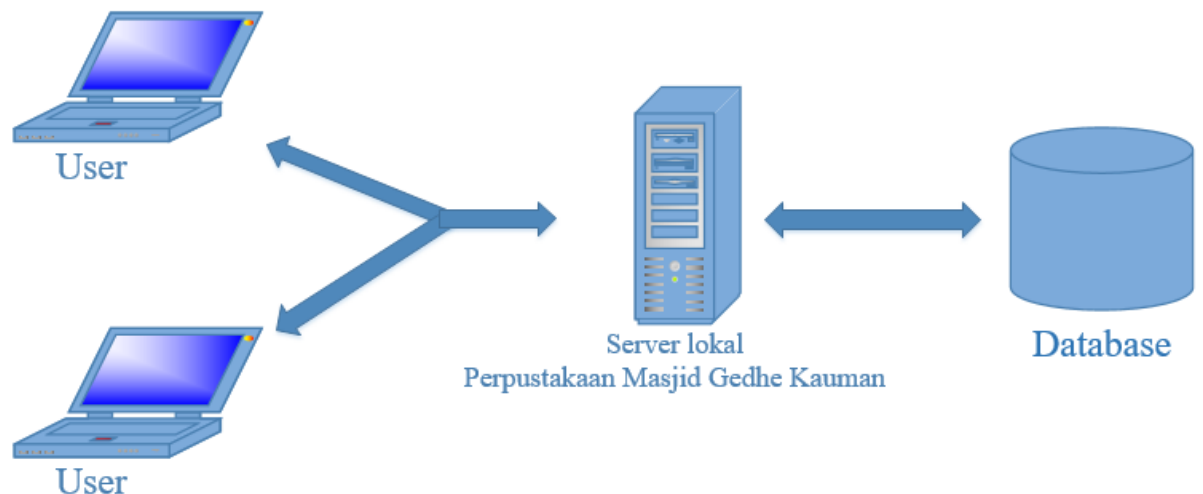 User
Server lokal
Perpustakaan Masjid Gedhe Kauman
Database
User